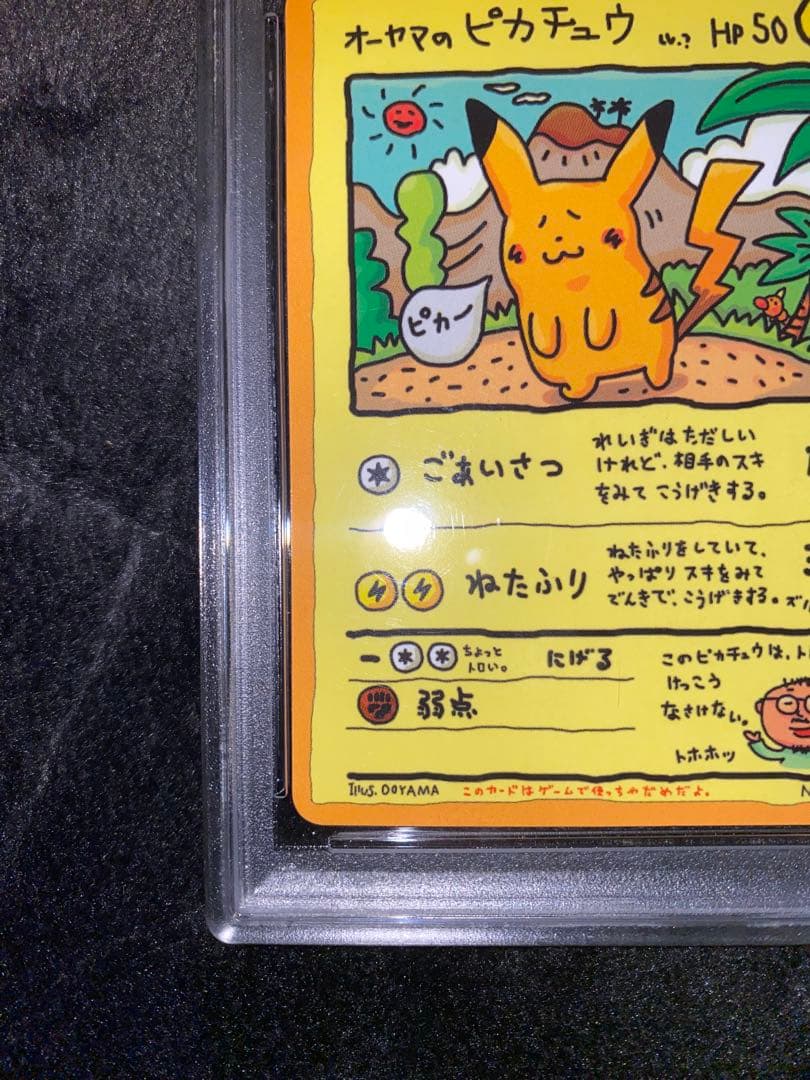 オーヤマの ピカチュウ LV.? HP 50
ピカー
ごあいさつ
れいぎはただしい
けれど、相手のスキ
をみて こうげきする。
ねたふり
ねたふりをしていて、
やっぱり スキをみて
でんきで、こうげきする。
ー
ちょっと
トロい。
にげる
弱点
このピカチュウは、
けっこう
なさけない。
トホホッ
Illus. OOYAMA
このカードはゲームで使っちゃだめだよ。